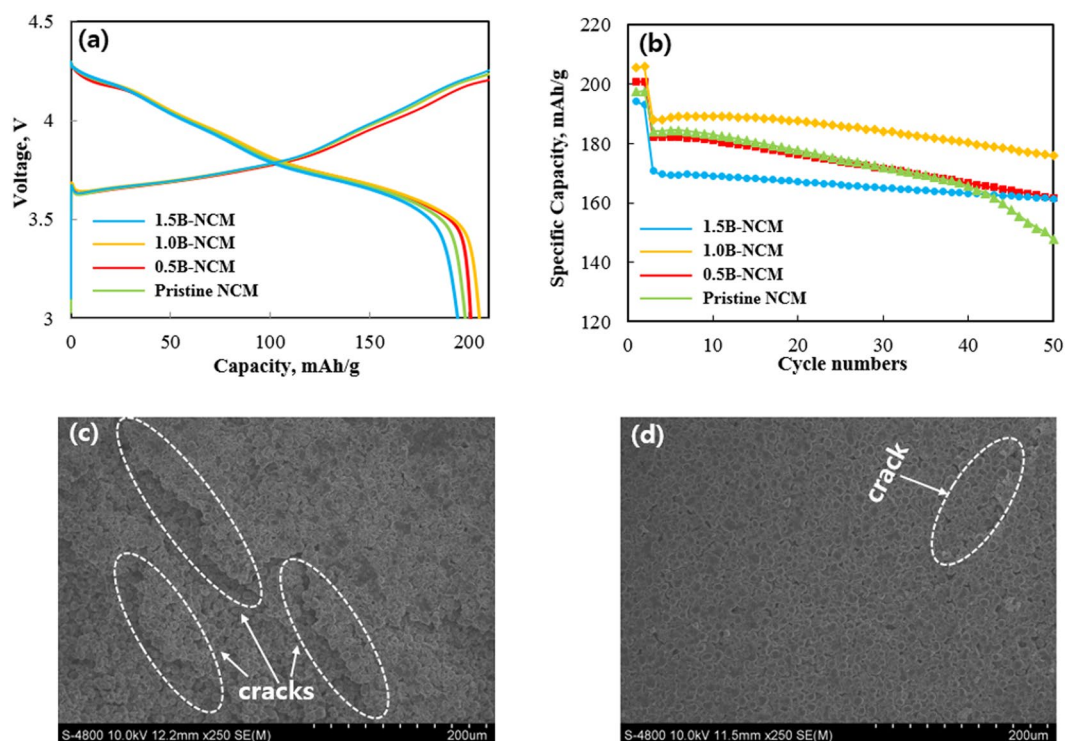 (a)
4.5
4
3.5
3
Voltage, V
1.5B-NCM
1.0B-NCM
0.5B-NCM
Pristine NCM
0 50 100 150 200
Capacity, mAh/g
(b)
220
200
180
160
140
120
Specific Capacity, mAh/g
1.5B-NCM
1.0B-NCM
0.5B-NCM
Pristine NCM
0 10 20 30 40 50
Cycle numbers
(c)
cracks
S-4800 10.0kV 12.2mm x250 SE(M) 200um
(d)
crack
S-4800 10.0kV 11.5mm x250 SE(M) 200um